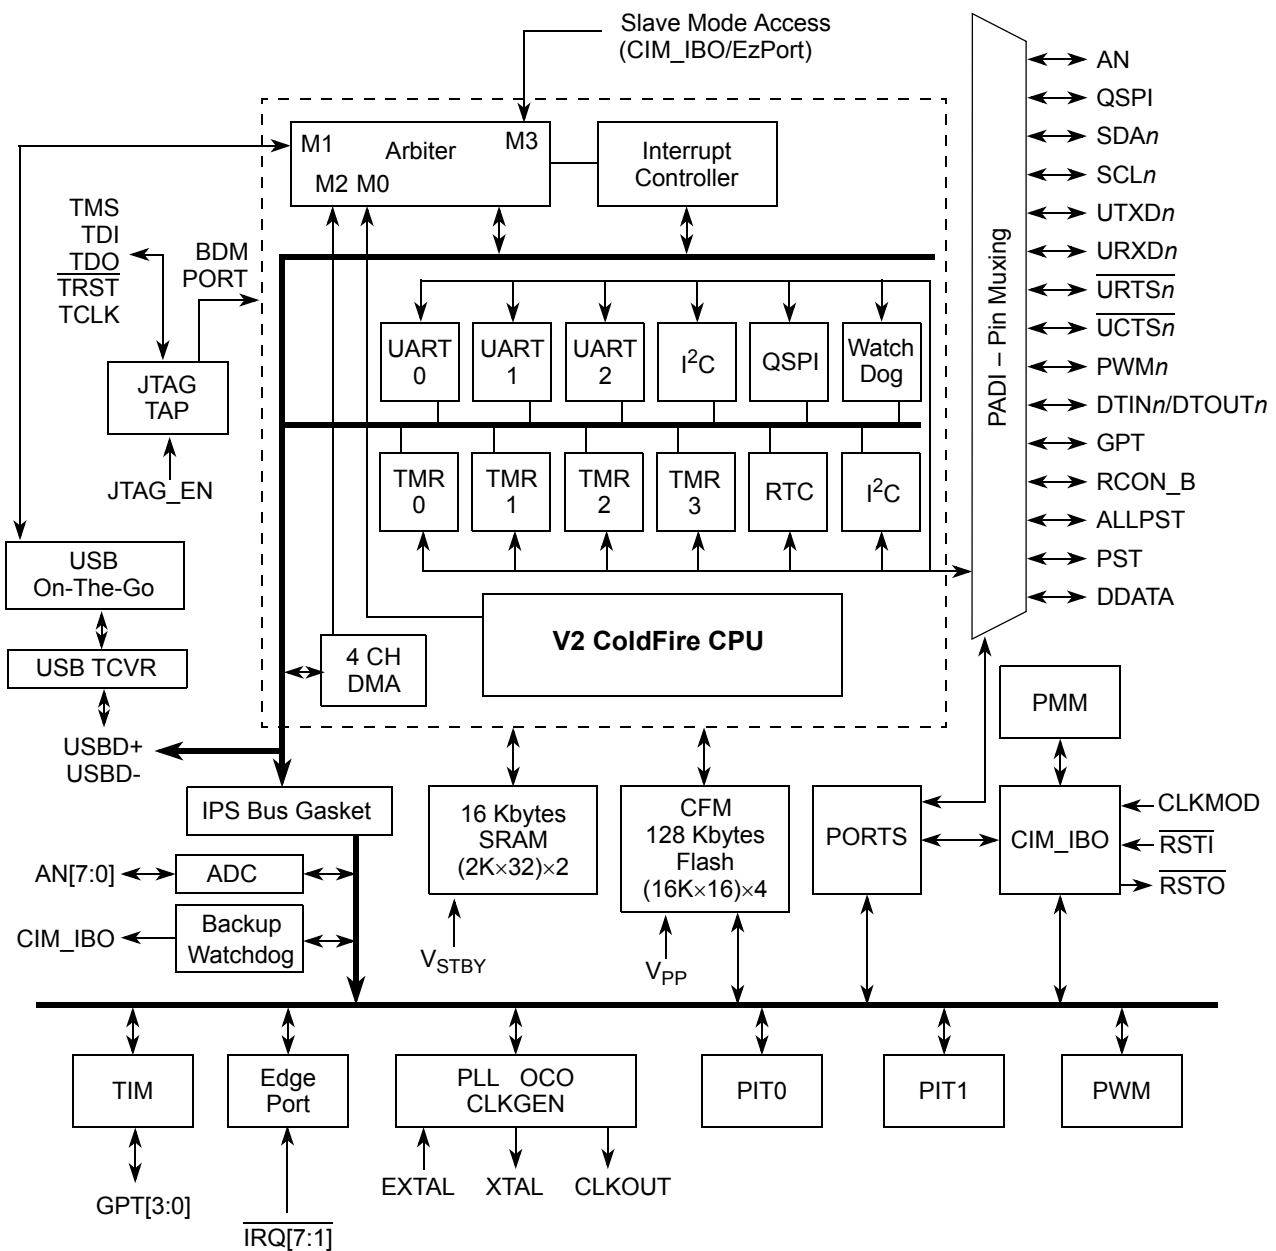 Slave Mode Access
(CIM_IBO/EzPort)
M1
Arbiter
M3
M2 M0
Interrupt
Controller
TMS
TDI
TDO
TRST
TCLK
BDM
PORT
JTAG
TAP
JTAG_EN
UART
0
UART
1
UART
2
I²C
QSPI
Watch
Dog
TMR
0
TMR
1
TMR
2
TMR
3
RTC
I²C
USB
On-The-Go
USB TCVR
USBD+
USBD-
4 CH
DMA
V2 ColdFire CPU
PADI – Pin Muxing
AN
QSPI
SDAn
SCLn
UTXDn
URXDn
URTSn
UCTSn
PWMn
DTINn/DTOUTn
GPT
RCON_B
ALLPST
PST
DDATA
PMM
IPS Bus Gasket
16 Kbytes
SRAM
(2K×32)×2
VSTBY
CFM
128 Kbytes
Flash
(16K×16)×4
VPP
PORTS
CIM_IBO
CLKMOD
RSTI
RSTO
AN[7:0]
ADC
CIM_IBO
Backup
Watchdog
TIM
GPT[3:0]
Edge
Port
IRQ[7:1]
PLL OCO
CLKGEN
EXTAL
XTAL
CLKOUT
PIT0
PIT1
PWM